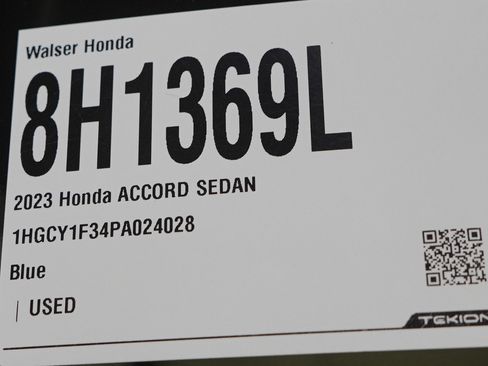 Walser Honda
8H1369L
2023 Honda ACCORD SEDAN
1HGCY1F34PA024028
Blue
| USED
TEKION